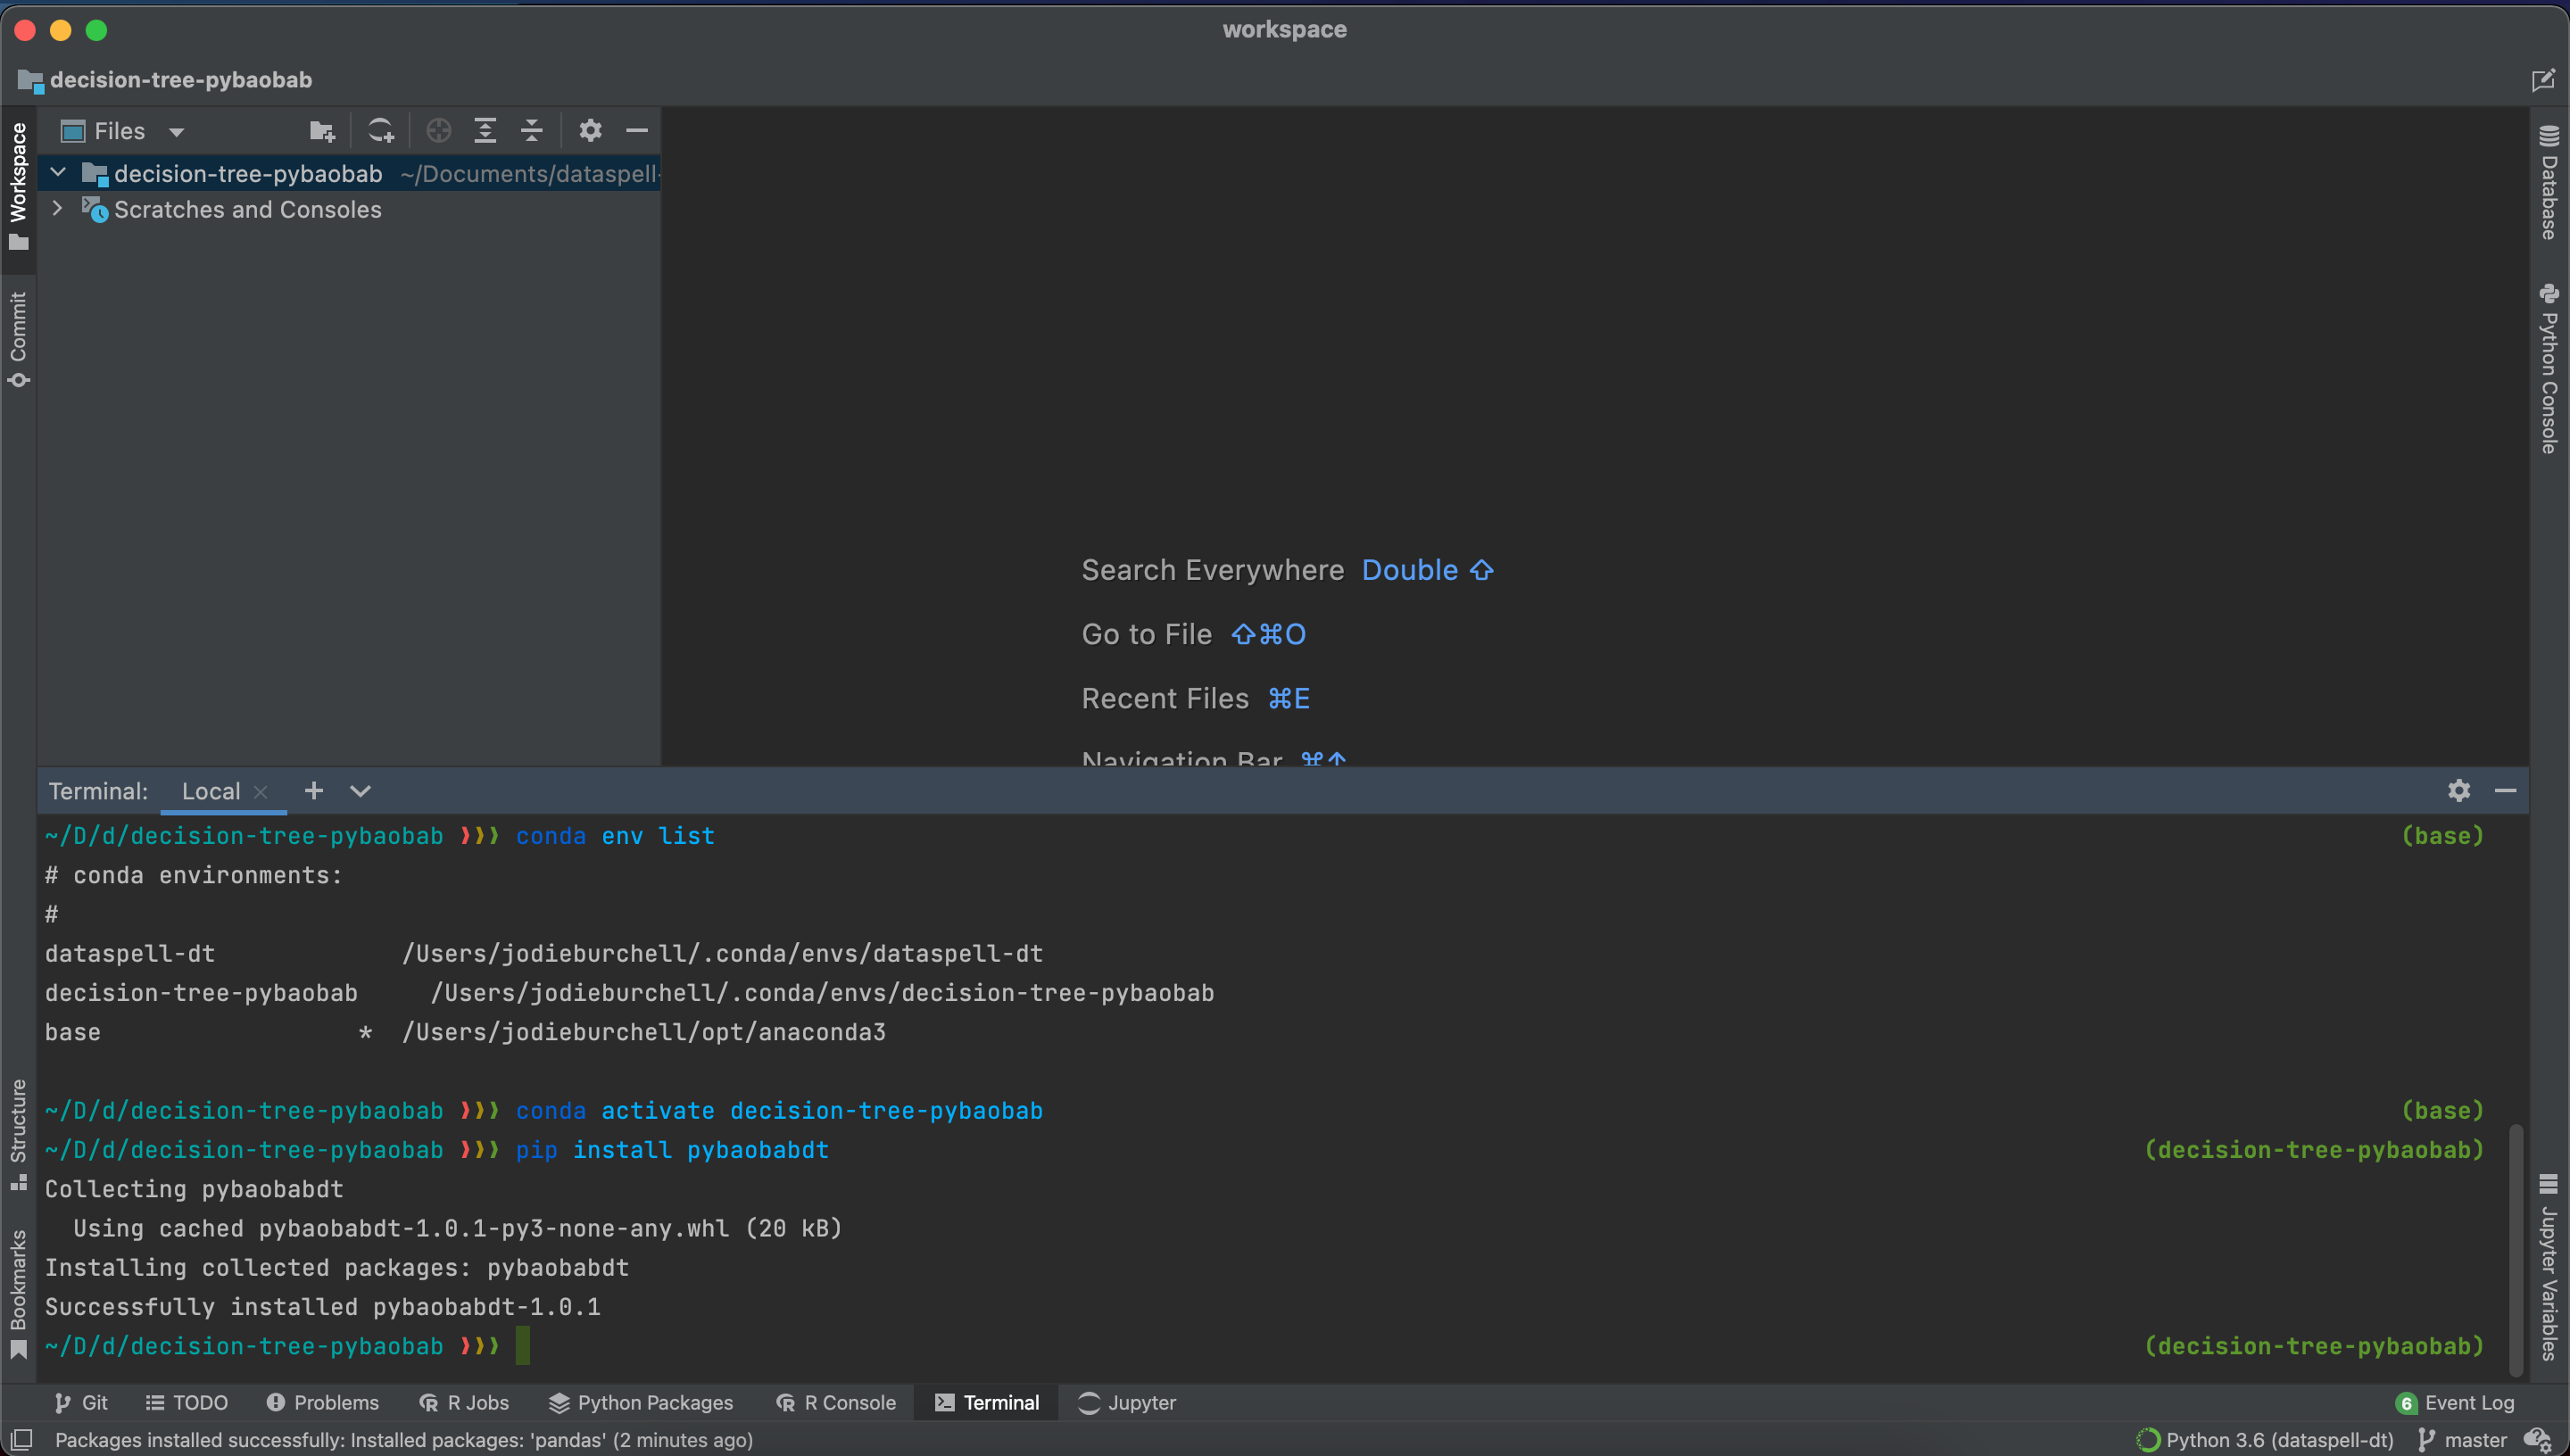 workspace
decision-tree-pybaobab
Workspace
Commit
Structure
Bookmarks
Files
decision-tree-pybaobab ~/Documents/dataspell-
Scratches and Consoles
Search Everywhere Double ⇧
Go to File ⇧⌘O
Recent Files ⌘E
Navigation Bar ⌘↑
Database
Python Console
Jupyter Variables
Terminal: Local
~/D/d/decision-tree-pybaobab ❯❯❯ conda env list (base)
# conda environments:
#
dataspell-dt /Users/jodieburchell/.conda/envs/dataspell-dt
decision-tree-pybaobab /Users/jodieburchell/.conda/envs/decision-tree-pybaobab
base * /Users/jodieburchell/opt/anaconda3
~/D/d/decision-tree-pybaobab ❯❯❯ conda activate decision-tree-pybaobab (base)
~/D/d/decision-tree-pybaobab ❯❯❯ pip install pybaobabdt (decision-tree-pybaobab)
Collecting pybaobabdt
Using cached pybaobabdt-1.0.1-py3-none-any.whl (20 kB)
Installing collected packages: pybaobabdt
Successfully installed pybaobabdt-1.0.1
~/D/d/decision-tree-pybaobab ❯❯❯ (decision-tree-pybaobab)
Git TODO Problems R Jobs Python Packages R Console Terminal Jupyter 6 Event Log
Packages installed successfully: Installed packages: 'pandas' (2 minutes ago) Python 3.6 (dataspell-dt) master